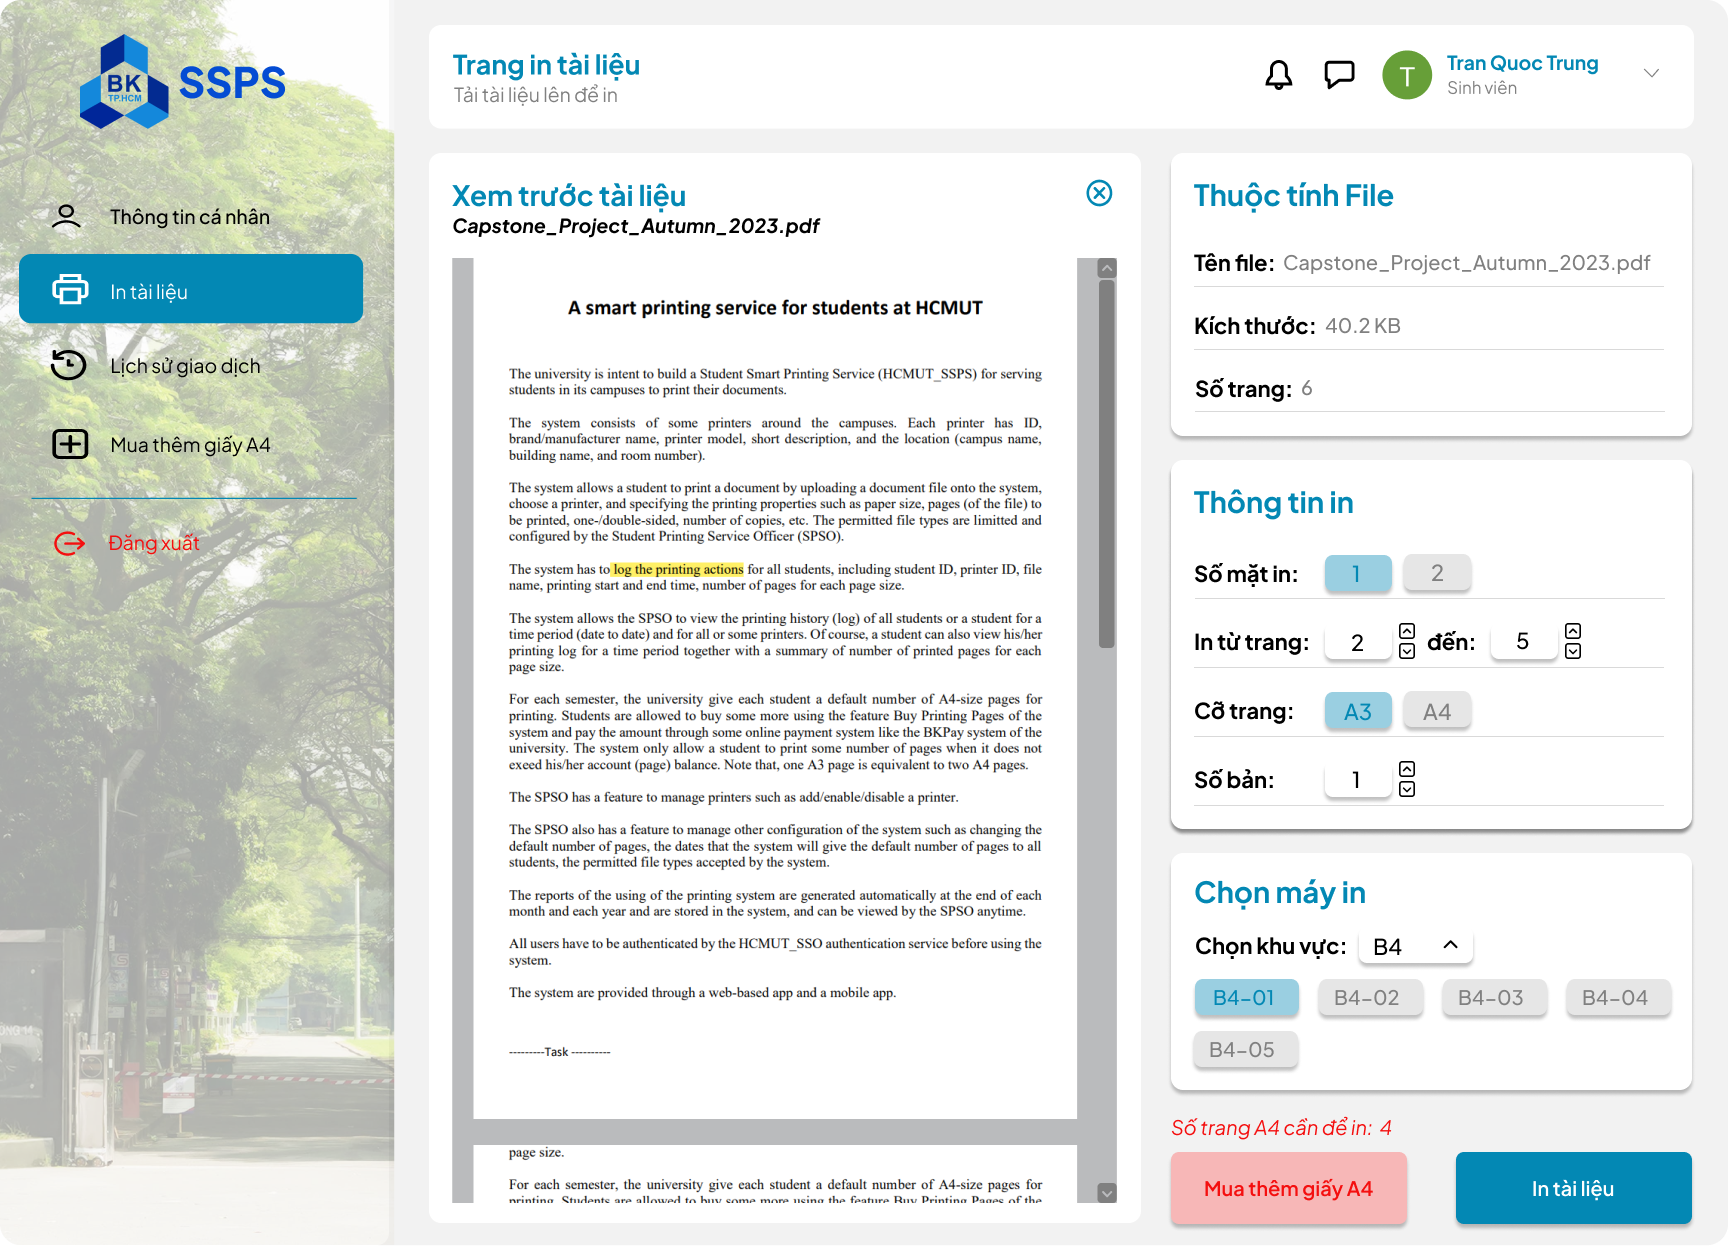 BK
TP.HCM
SSPS
Thông tin cá nhân
In tài liệu
Lịch sử giao dịch
Mua thêm giấy A4
Đăng xuất
Trang in tài liệu
Tải tài liệu lên để in
T
Tran Quoc Trung
Sinh viên
Xem trước tài liệu
Capstone_Project_Autumn_2023.pdf
A smart printing service for students at HCMUT
The university is intent to build a Student Smart Printing Service (HCMUT_SSPS) for serving
students in its campuses to print their documents.
The system consists of some printers around the campuses. Each printer has ID,
brand/manufacturer name, printer model, short description, and the location (campus name,
building name, and room number).
The system allows a student to print a document by uploading a document file onto the system,
choose a printer, and specifying the printing properties such as paper size, pages (of the file) to
be printed, one-/double-sided, number of copies, etc. The permitted file types are limitted and
configured by the Student Printing Service Officer (SPSO).
The system has to log the printing actions for all students, including student ID, printer ID, file
name, printing start and end time, number of pages for each page size.
The system allows the SPSO to view the printing history (log) of all students or a student for a
time period (date to date) and for all or some printers. Of course, a student can also view his/her
printing log for a time period together with a summary of number of printed pages for each
page size.
For each semester, the university give each student a default number of A4-size pages for
printing. Students are allowed to buy some more using the feature Buy Printing Pages of the
system and pay the amount through some online payment system like the BKPay system of the
university. The system only allow a student to print some number of pages when it does not
exeed his/her account (page) balance. Note that, one A3 page is equivalent to two A4 pages.
The SPSO has a feature to manage printers such as add/enable/disable a printer.
The SPSO also has a feature to manage other configuration of the system such as changing the
default number of pages, the dates that the system will give the default number of pages to all
students, the permitted file types accepted by the system.
The reports of the using of the printing system are generated automatically at the end of each
month and each year and are stored in the system, and can be viewed by the SPSO anytime.
All users have to be authenticated by the HCMUT_SSO authentication service before using the
system.
The system are provided through a web-based app and a mobile app.
---------Task ----------
page size.
For each semester, the university give each student a default number of A4-size pages for
printing. Students are allowed to buy some more using the feature Buy Printing Pages of the
Thuộc tính File
Tên file: Capstone_Project_Autumn_2023.pdf
Kích thước: 40.2 KB
Số trang: 6
Thông tin in
Số mặt in: 1 2
In từ trang: 2 đến: 5
Cỡ trang: A3 A4
Số bản: 1
Chọn máy in
Chọn khu vực: B4
B4-01 B4-02 B4-03 B4-04
B4-05
Số trang A4 cần để in: 4
Mua thêm giấy A4
In tài liệu